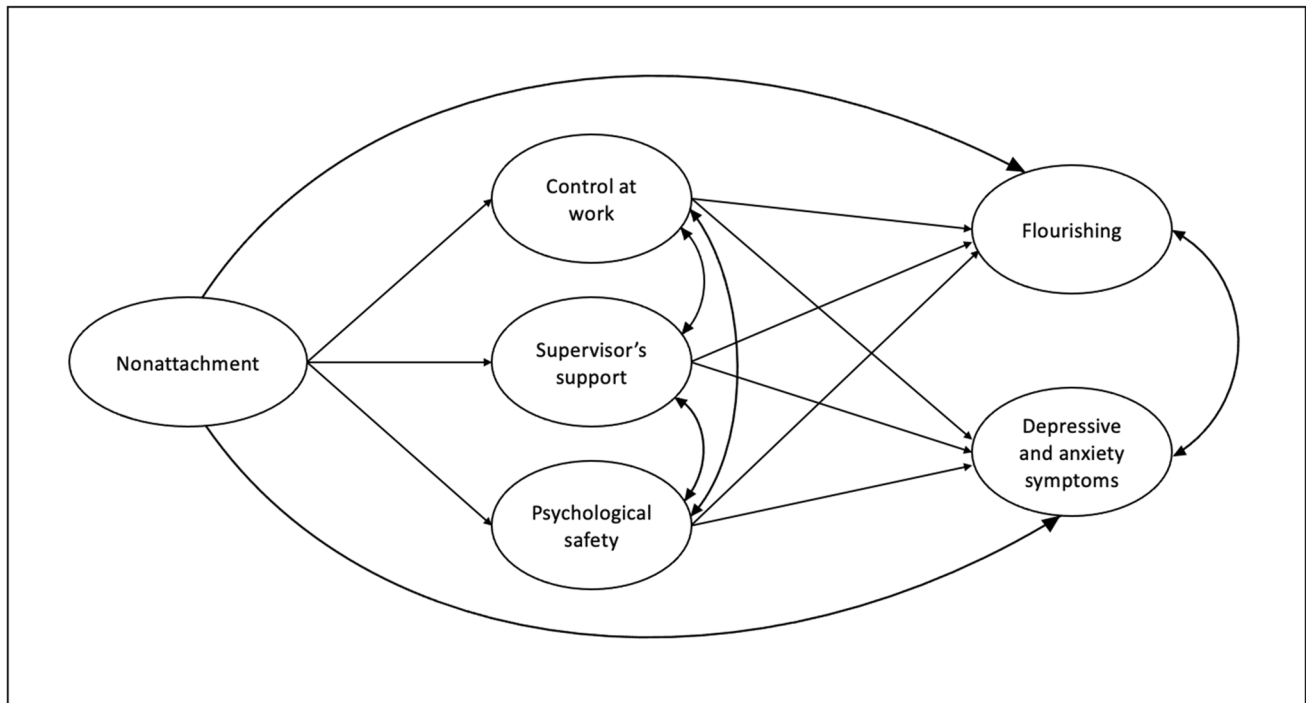 Control at
work
Flourishing
Nonattachment
Supervisor’s
support
Depressive
and anxiety
symptoms
Psychological
safety